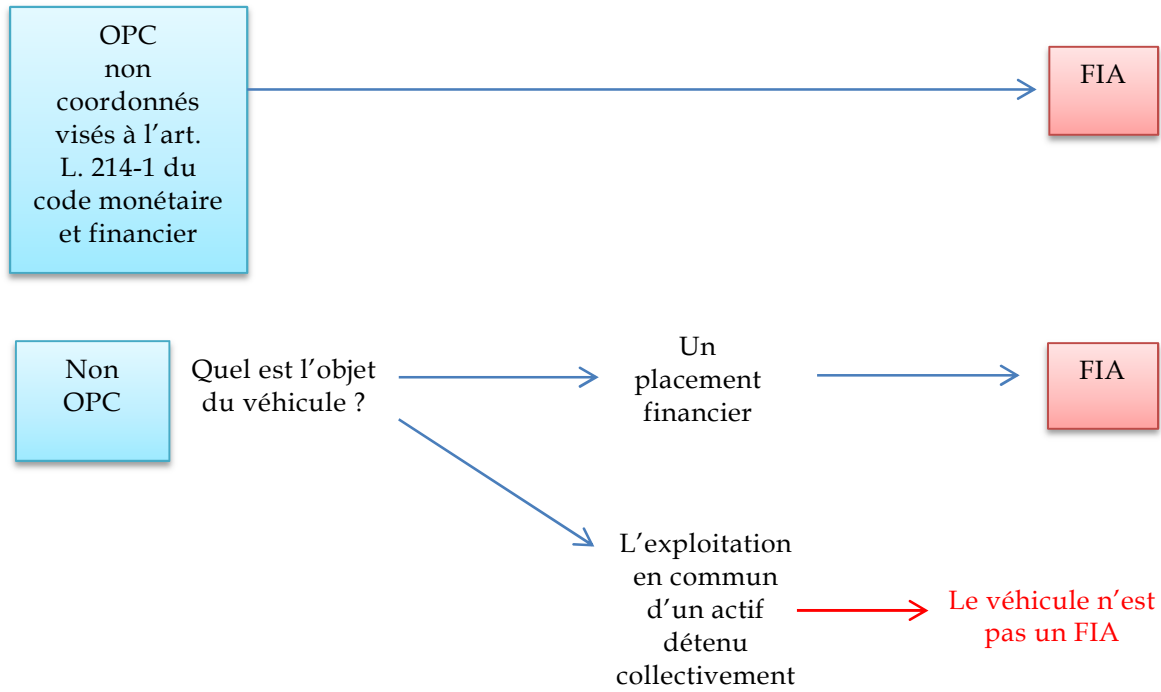 OPC
non
coordonnés
visés à l’art.
L. 214-1 du
code monétaire
et financier
FIA
Non
OPC
Quel est l’objet
du véhicule ?
Un
placement
financier
FIA
L’exploitation
en commun
d’un actif
détenu
collectivement
Le véhicule n’est
pas un FIA